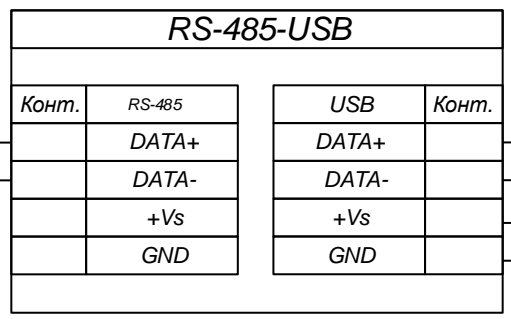 RS-485-USB
Конт. RS-485 USB Конт.
DATA+ DATA+
DATA- DATA-
+Vs +Vs
GND GND